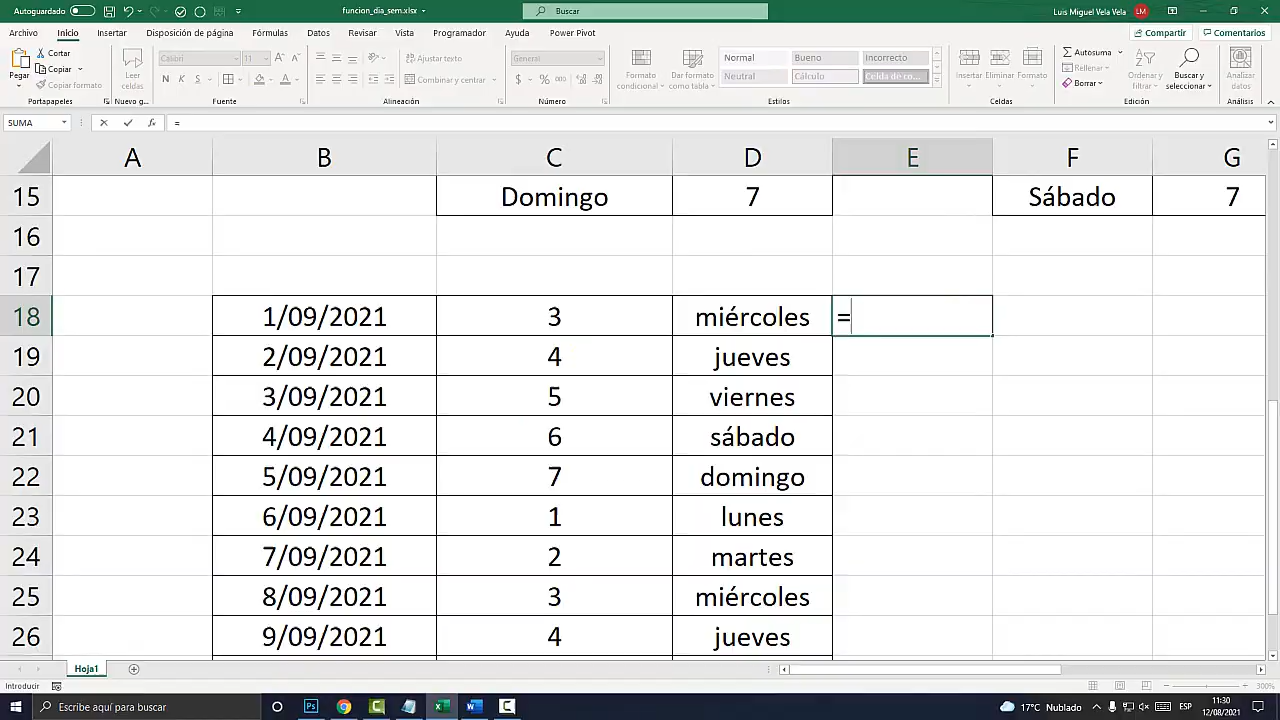 Autoguardado
funcion_dia_sem.xlsx
Buscar
Luis Miguel Vela Vela
LM
Archivo Inicio Insertar Disposición de página Fórmulas Datos Revisar Vista Programador Ayuda Power Pivot
Compartir Comentarios
Pegar
Cortar
Copiar
Copiar formato
Portapapeles
Leer celdas
Nuevo g...
Calibri 11
N K S
Fuente
Ajustar texto
Combinar y centrar
Alineación
General
$ % 000
Número
Formato condicional
Dar formato como tabla
Normal Bueno Incorrecto
Neutral Cálculo Celda de co...
Estilos
Insertar Eliminar Formato
Celdas
Autosuma
Rellenar
Borrar
Ordenar y filtrar
Buscar y seleccionar
Edición
Analizar datos
Análisis
SUMA fx =
A B C D E F G
15 Domingo 7 Sábado 7
16
17
18 1/09/2021 3 miércoles =
19 2/09/2021 4 jueves
20 3/09/2021 5 viernes
21 4/09/2021 6 sábado
22 5/09/2021 7 domingo
23 6/09/2021 1 lunes
24 7/09/2021 2 martes
25 8/09/2021 3 miércoles
26 9/09/2021 4 jueves
Hoja1
Introducir
300%
Escribe aquí para buscar
17°C Nublado
ESP
11:30
12/08/2021